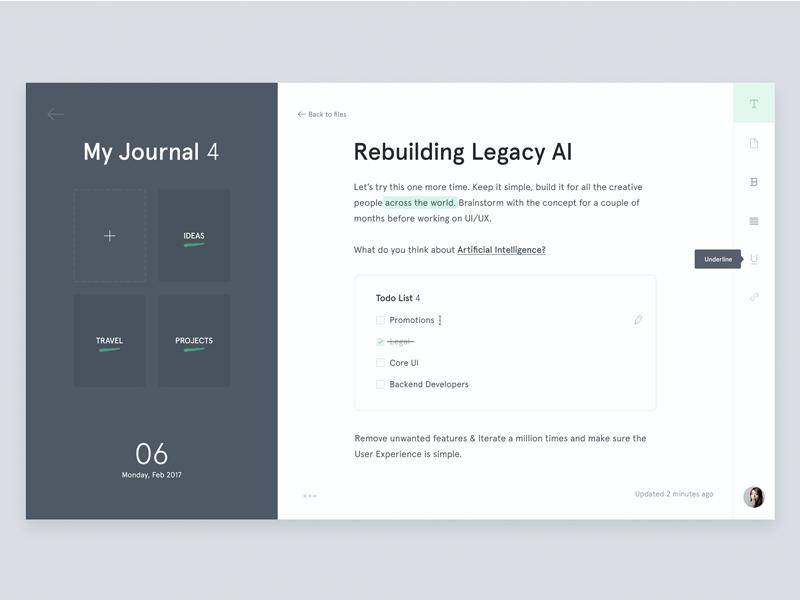 My Journal 4
IDEAS
TRAVEL
PROJECTS
06
Monday, Feb 2017
Back to files
Rebuilding Legacy AI
Let's try this one more time. Keep it simple, build it for all the creative
people across the world. Brainstorm with the concept for a couple of
months before working on UI/UX.
What do you think about Artificial Intelligence?
Todo List 4
Promotions
Legal
Core UI
Backend Developers
Remove unwanted features & Iterate a million times and make sure the
User Experience is simple.
Updated 2 minutes ago
T
B
Underline
U